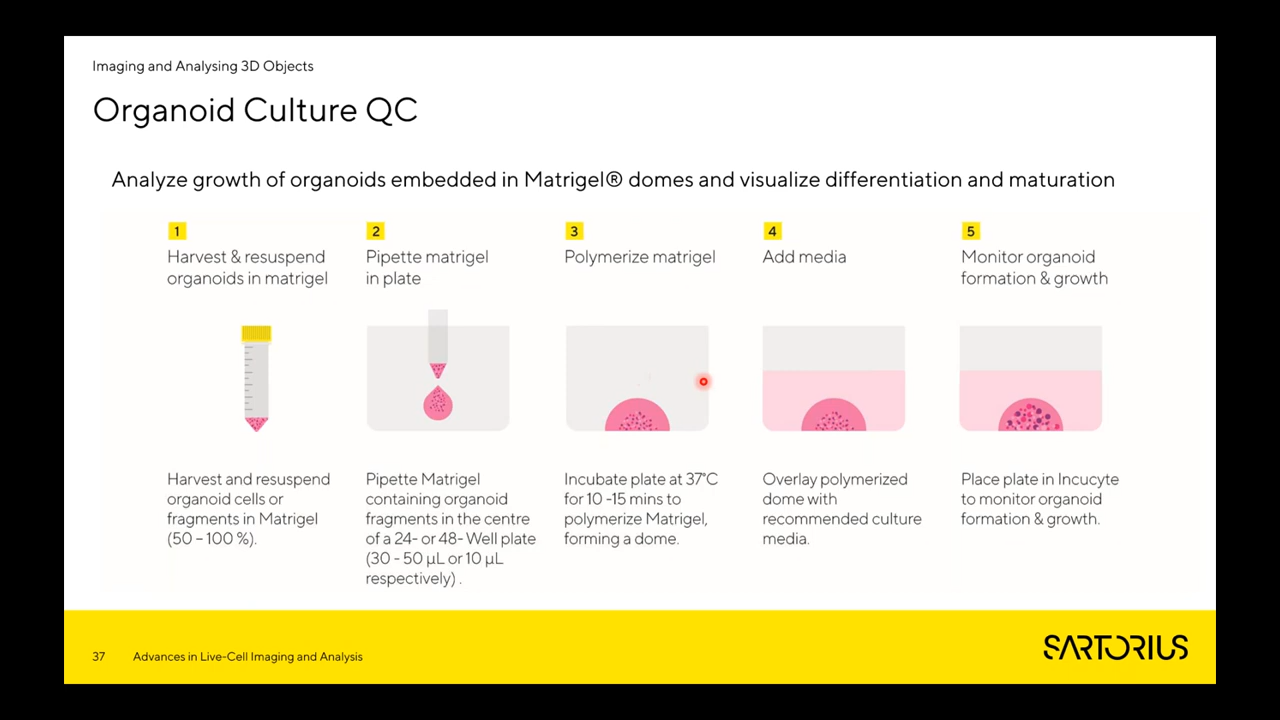 Imaging and Analysing 3D Objects
Organoid Culture QC
Analyze growth of organoids embedded in Matrigel® domes and visualize differentiation and maturation
1
Harvest & resuspend
organoids in matrigel
Harvest and resuspend
organoid cells or
fragments in Matrigel
(50 – 100 %).
2
Pipette matrigel
in plate
Pipette Matrigel
containing organoid
fragments in the centre
of a 24- or 48- Well plate
(30 - 50 µL or 10 µL
respectively) .
3
Polymerize matrigel
Incubate plate at 37°C
for 10 -15 mins to
polymerize Matrigel,
forming a dome.
4
Add media
Overlay polymerized
dome with
recommended culture
media.
5
Monitor organoid
formation & growth
Place plate in Incucyte
to monitor organoid
formation & growth.
37
Advances in Live-Cell Imaging and Analysis
SARTORIUS